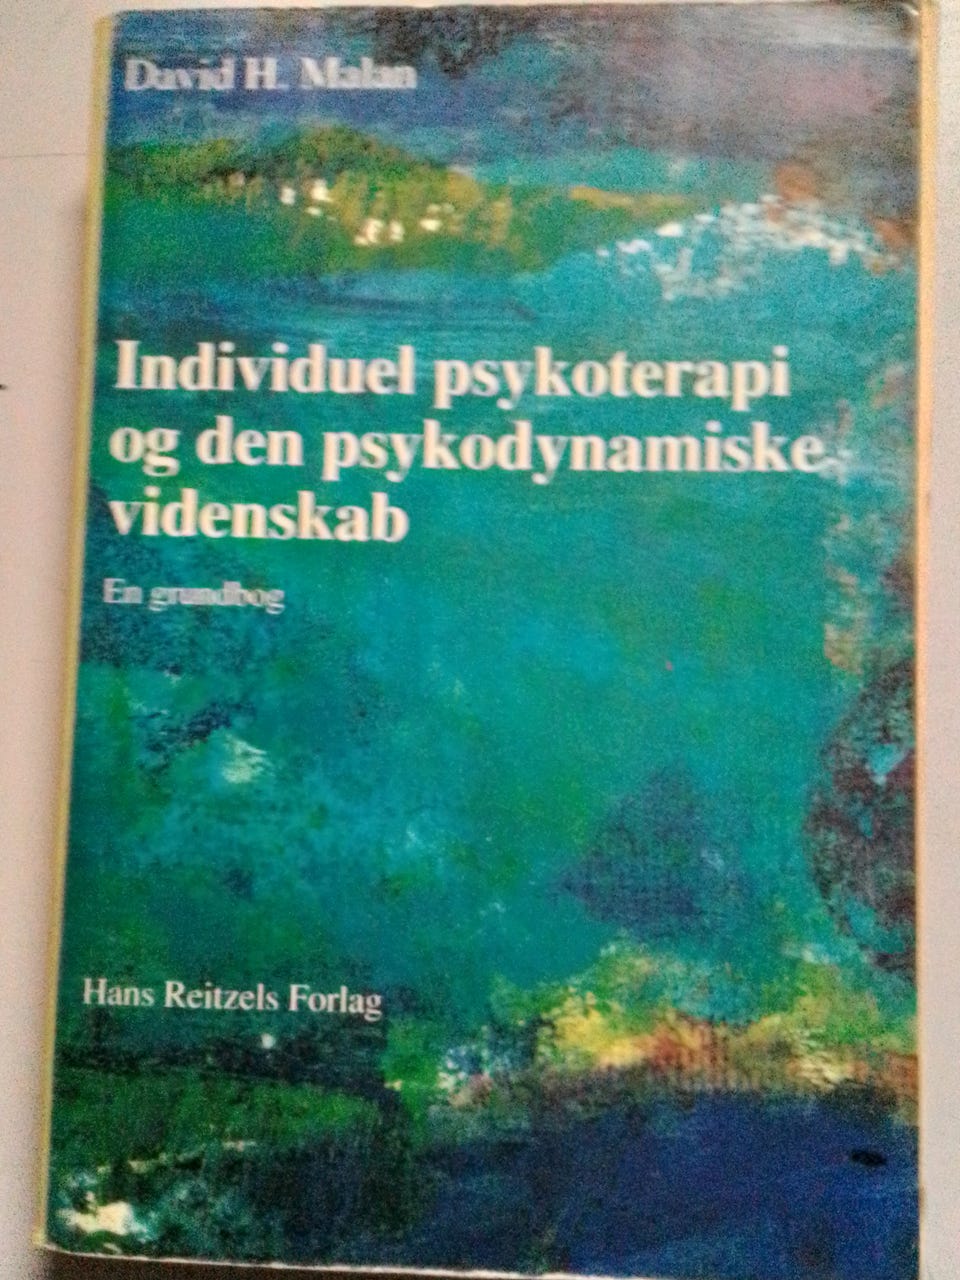 David H. Malan
Individuel psykoterapi
og den psykodynamiske
videnskab
En grundbog
Hans Reitzels Forlag